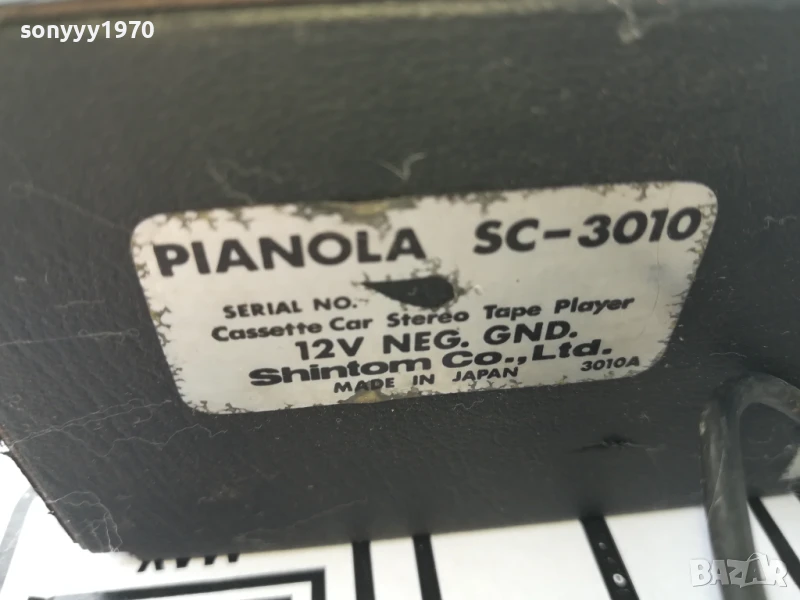 sonyyy1970
PIANOLA SC-3010
SERIAL NO.
Cassette Car Stereo Tape Player
12V NEG. GND.
Shintom Co., Ltd.
MADE IN JAPAN 3010A
BAZAR